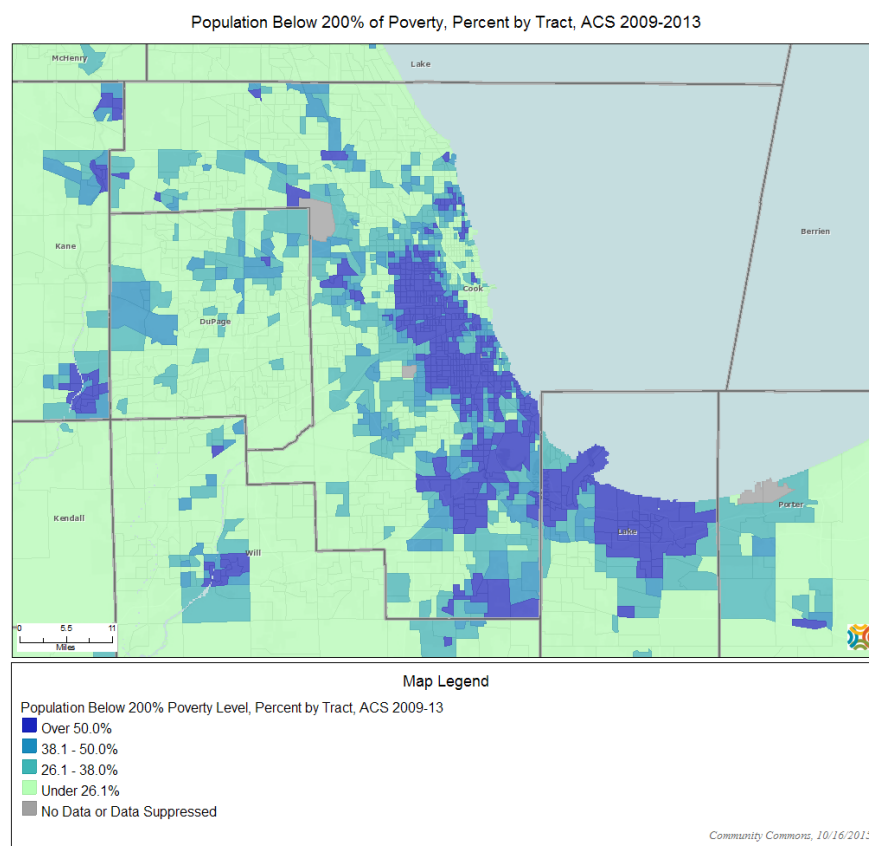 Population Below 200% of Poverty, Percent by Tract, ACS 2009-2013
McHenry
Lake
Kane
Berrien
Cook
DuPage
Kendall
Will
Lake
Porter
0 5.5 11
Miles
Map Legend
Population Below 200% Poverty Level, Percent by Tract, ACS 2009-13
Over 50.0%
38.1 - 50.0%
26.1 - 38.0%
Under 26.1%
No Data or Data Suppressed
Community Commons, 10/16/2015